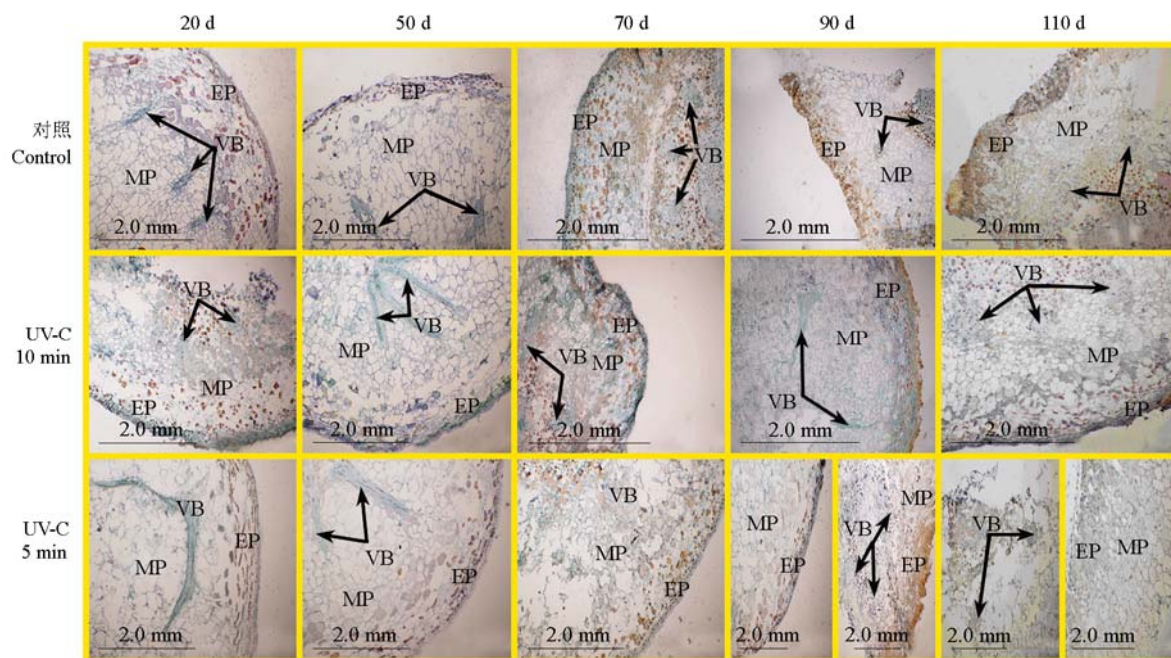 20 d 50 d 70 d 90 d 110 d
对照
Control
EP VB MP 2.0 mm
EP MP VB 2.0 mm
EP MP VB 2.0 mm
VB EP MP 2.0 mm
MP EP VB 2.0 mm
UV-C
10 min
VB MP EP 2.0 mm
VB MP EP 2.0 mm
EP VB MP 2.0 mm
EP MP VB 2.0 mm
VB MP EP 2.0 mm
UV-C
5 min
VB EP MP 2.0 mm
VB EP MP 2.0 mm
VB MP EP 2.0 mm
MP EP 2.0 mm
MP VB EP 2.0 mm
VB 2.0 mm
EP MP 2.0 mm